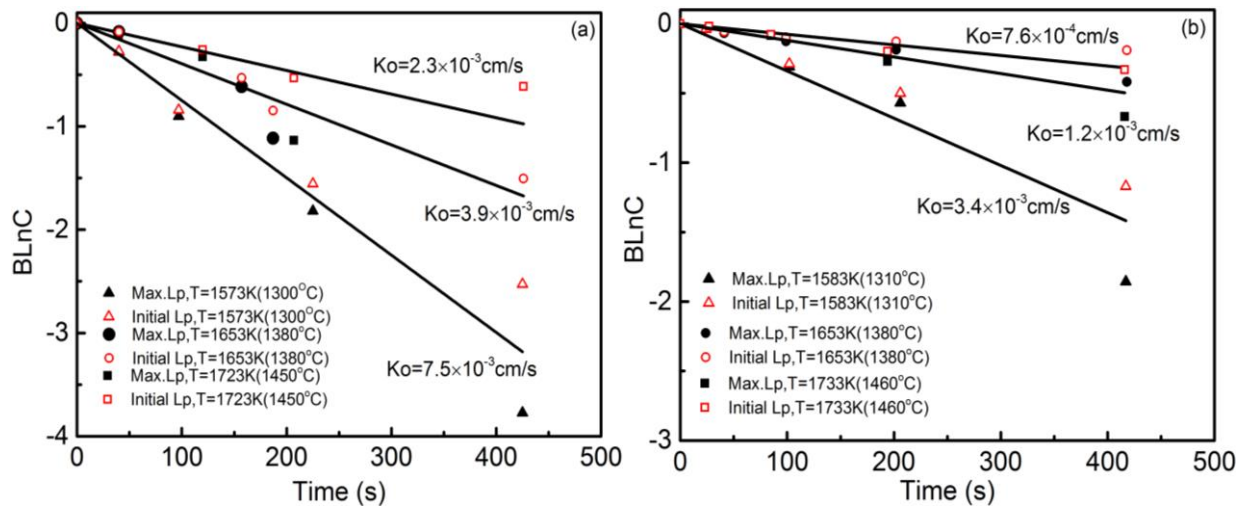 (a)
BLnC
0
-1
-2
-3
-4
Ko=2.3×10⁻³cm/s
Ko=3.9×10⁻³cm/s
Ko=7.5×10⁻³cm/s
Max.Lp,T=1573K(1300ᴼC)
Initial Lp,T=1573K(1300ᴼC)
Max.Lp,T=1653K(1380°C)
Initial Lp,T=1653K(1380°C)
Max.Lp,T=1723K(1450°C)
Initial Lp,T=1723K(1450°C)
0 100 200 300 400 500
Time (s)
(b)
BLnC
0
-1
-2
-3
Ko=7.6×10⁻⁴cm/s
Ko=1.2×10⁻³cm/s
Ko=3.4×10⁻³cm/s
Max.Lp,T=1583K(1310°C)
Initial Lp,T=1583K(1310°C)
Max.Lp,T=1653K(1380°C)
Initial Lp,T=1653K(1380°C)
Max.Lp,T=1733K(1460°C)
Initial Lp,T=1733K(1460°C)
0 100 200 300 400 500
Time (s)